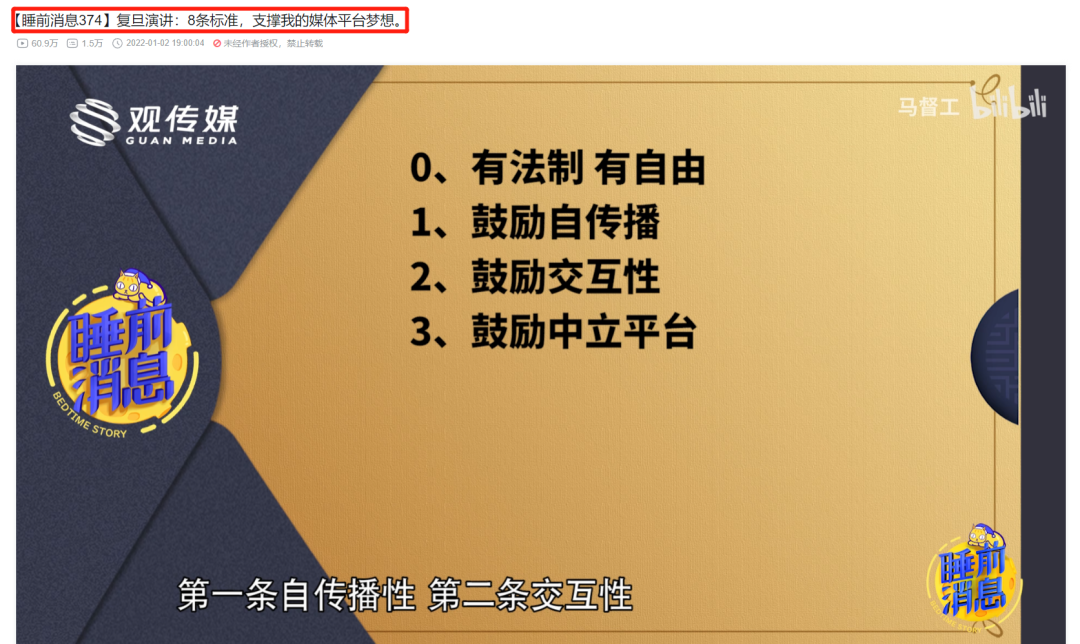 【睡前消息374】复旦演讲：8条标准，支撑我的媒体平台梦想。
60.9万 1.5万 2022-01-02 19:00:04 未经作者授权，禁止转载
观传媒
GUAN MEDIA
马督工 bilibili
0、有法制 有自由
1、鼓励自传播
2、鼓励交互性
3、鼓励中立平台
睡前
消息
BEDTIME STORY
睡前
消息
BEDTIME STORY
第一条自传播性 第二条交互性